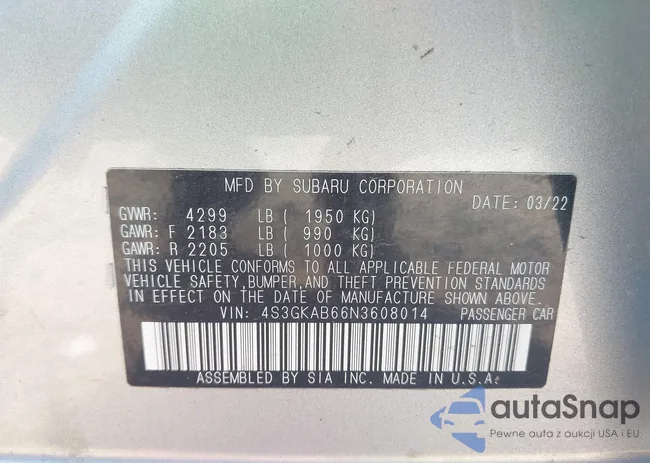 MFD BY SUBARU CORPORATION
DATE: 03/22
GVWR: 4299 LB ( 1950 KG)
GAWR: F 2183 LB ( 990 KG)
GAWR: R 2205 LB ( 1000 KG)
THIS VEHICLE CONFORMS TO ALL APPLICABLE FEDERAL MOTOR
VEHICLE SAFETY, BUMPER, AND THEFT PREVENTION STANDARDS
IN EFFECT ON THE DATE OF MANUFACTURE SHOWN ABOVE.
VIN: 4S3GKAB66N3608014 PASSENGER CAR
ASSEMBLED BY SIA INC. MADE IN U.S.A.
autaSnap
Pewne auta z aukcji USA i EU